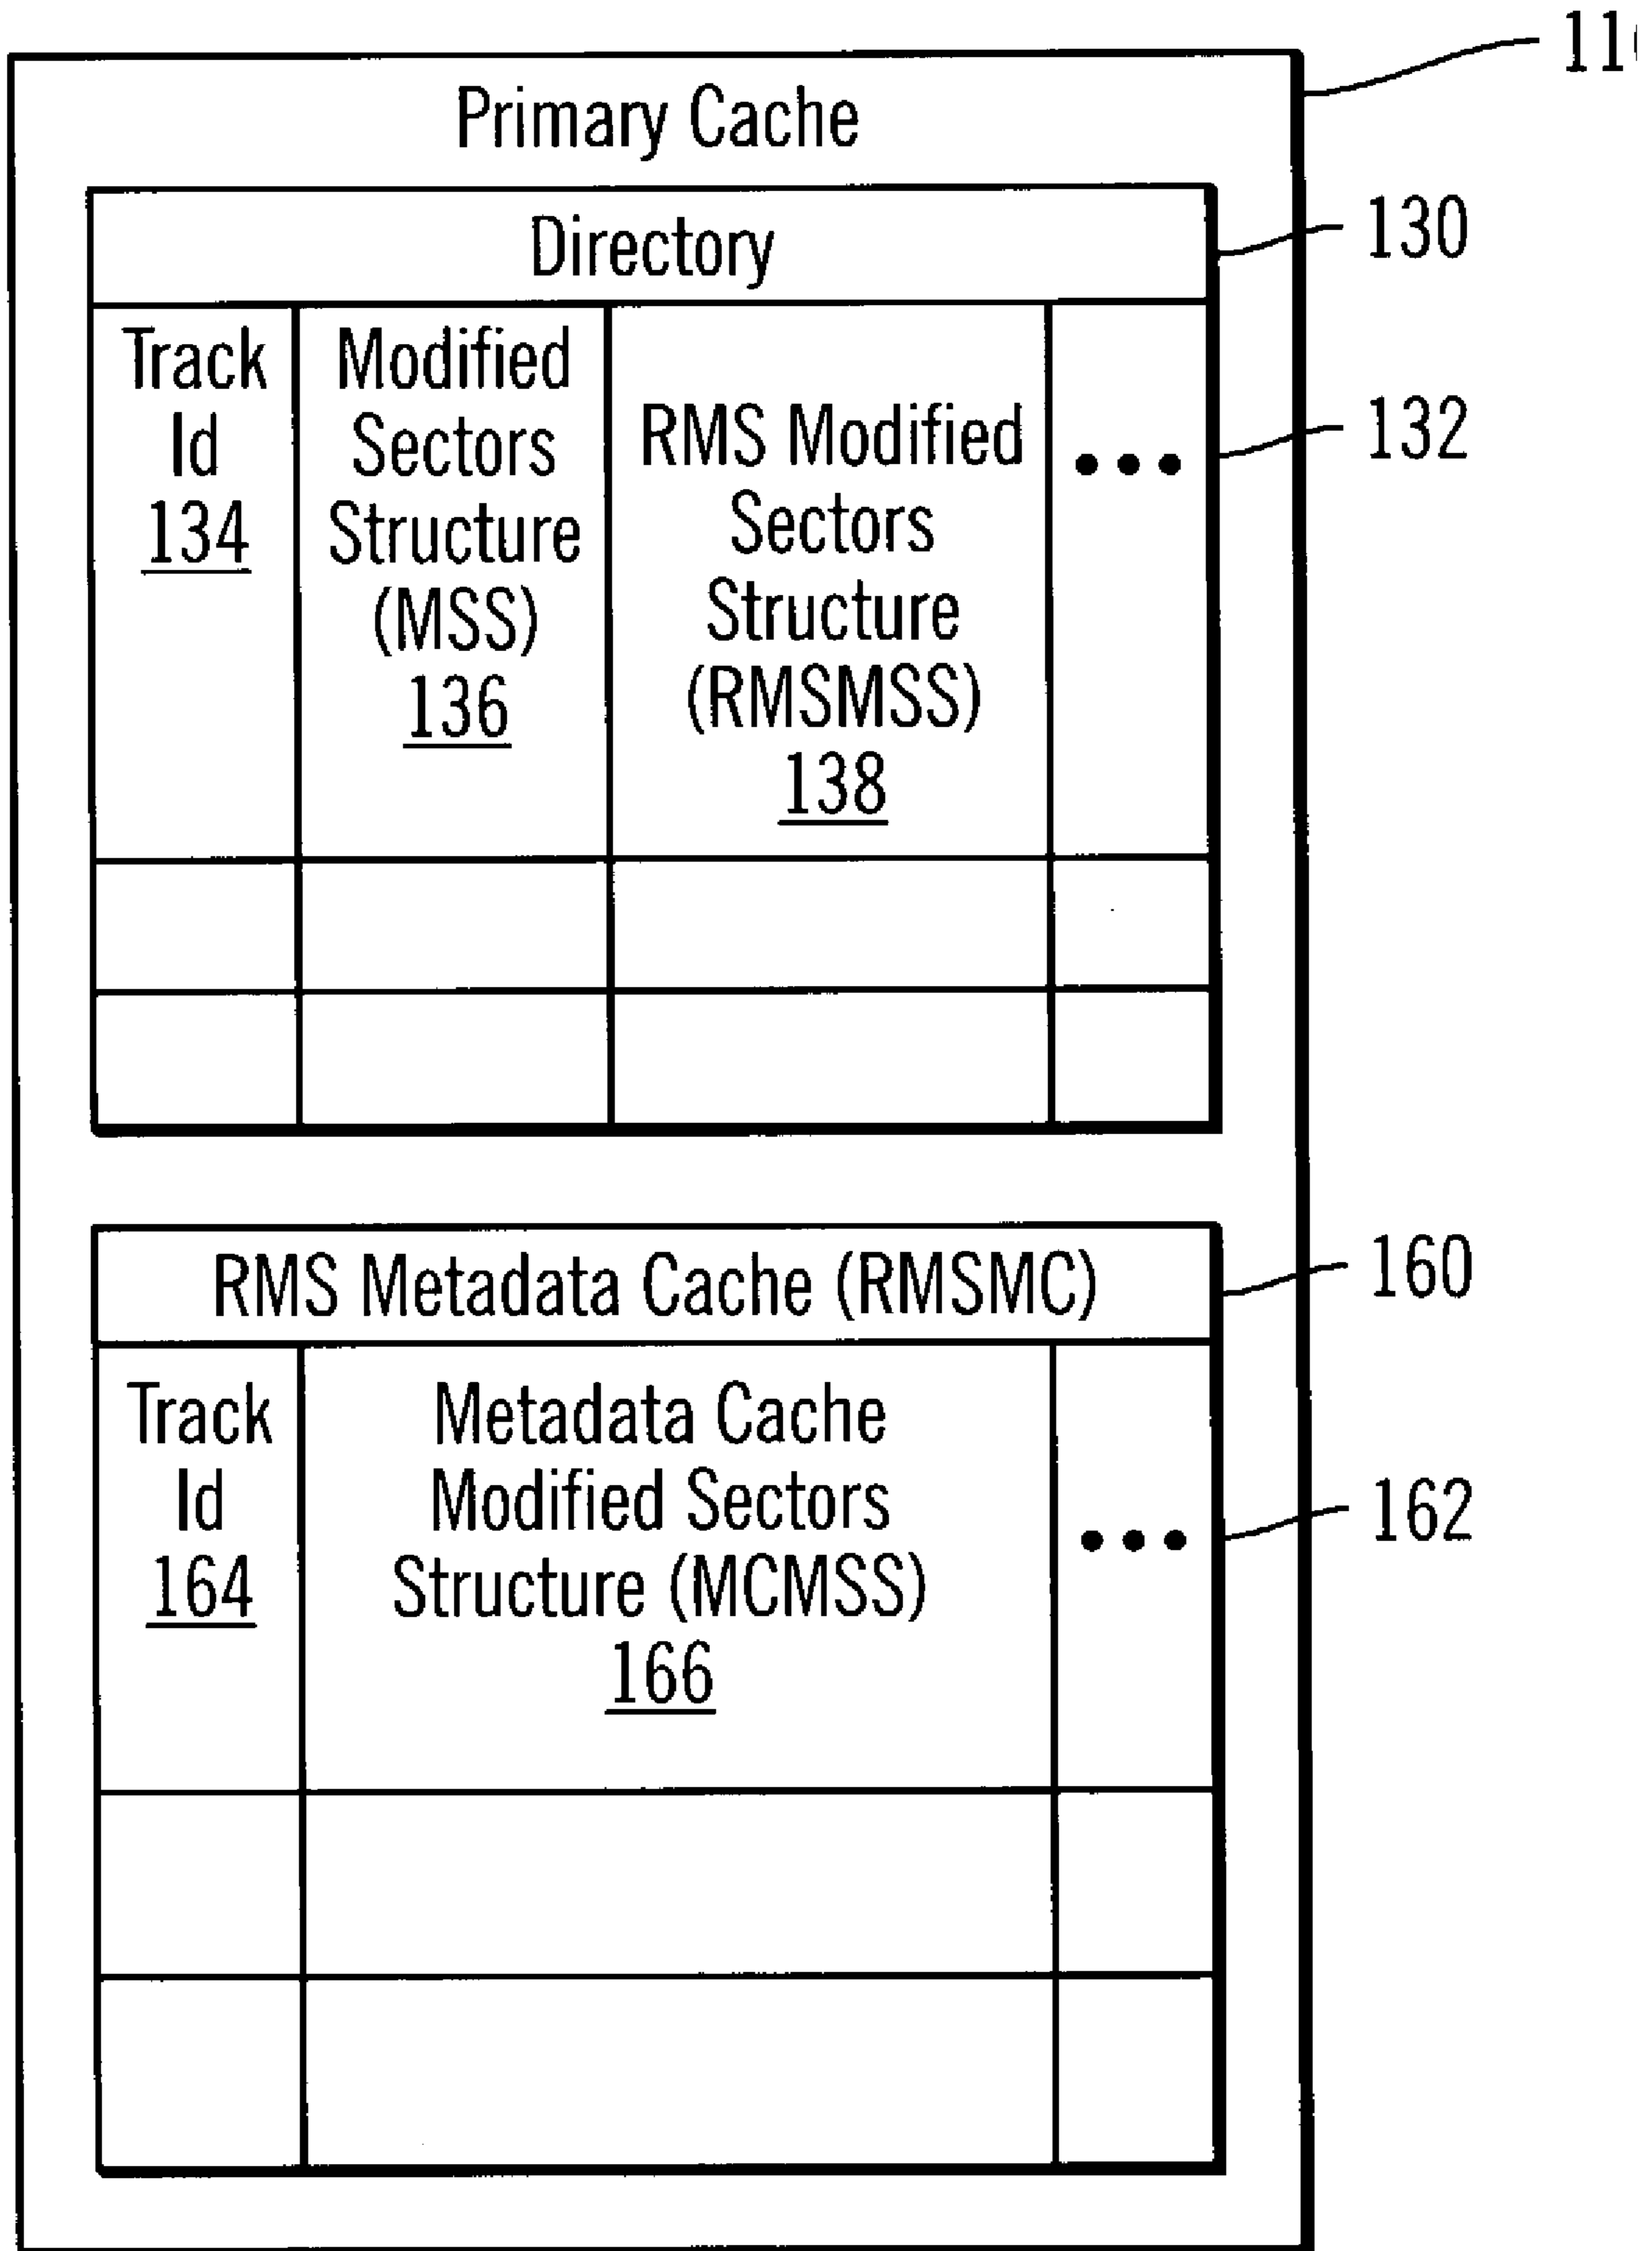 Primary Cache
Directory
130
Track
Id
134
Modified
Sectors
Structure
(MSS)
136
RMS Modified
Sectors
Structure
(RMSMSS)
138
•••
132
RMS Metadata Cache (RMSMC)
160
Track
Id
164
Metadata Cache
Modified Sectors
Structure (MCMSS)
166
•••
162